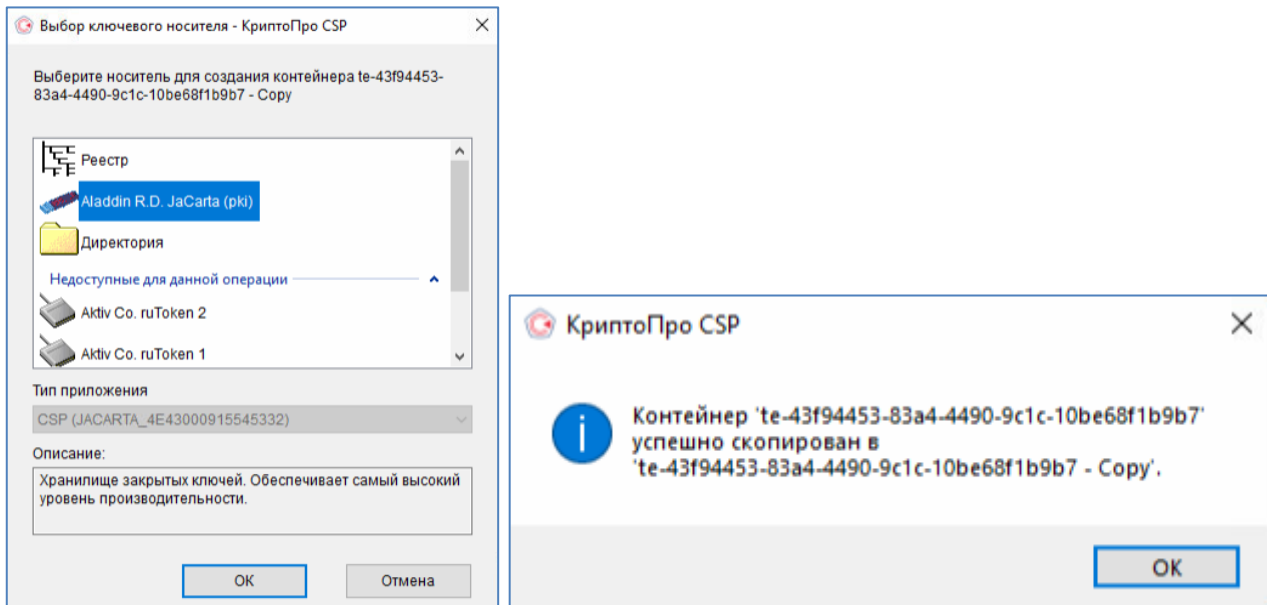 Выбор ключевого носителя - КриптоПро CSP
Выберите носитель для создания контейнера te-43f94453-
83a4-4490-9c1c-10be68f1b9b7 - Copy
Реестр
Aladdin R.D. JaCarta (pki)
Директория
Недоступные для данной операции
Aktiv Co. ruToken 2
Aktiv Co. ruToken 1
Тип приложения
CSP (JACARTA_4E43000915545332)
Описание:
Хранилище закрытых ключей. Обеспечивает самый высокий
уровень производительности.
ОК
Отмена
КриптоПро CSP
Контейнер 'te-43f94453-83a4-4490-9c1c-10be68f1b9b7'
успешно скопирован в
'te-43f94453-83a4-4490-9c1c-10be68f1b9b7 - Copy'.
ОК